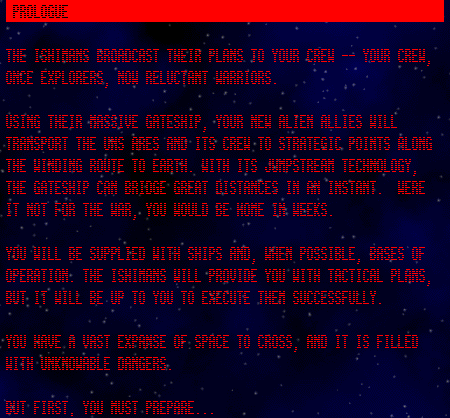 PROLOGUE
THE ISHIMANS BROADCAST THEIR PLANS TO YOUR CREW -- YOUR CREW,
ONCE EXPLORERS, NOW RELUCTANT WARRIORS.
USING THEIR MASSIVE GATESHIP, YOUR NEW ALIEN ALLIES WILL
TRANSPORT THE UMS ARES AND ITS CREW TO STRATEGIC POINTS ALONG
THE WINDING ROUTE TO EARTH. WITH ITS JUMPSTREAM TECHNOLOGY,
THE GATESHIP CAN BRIDGE GREAT DISTANCES IN AN INSTANT. WERE
IT NOT FOR THE WAR, YOU WOULD BE HOME IN WEEKS.
YOU WILL BE SUPPLIED WITH SHIPS AND, WHEN POSSIBLE, BASES OF
OPERATION. THE ISHIMANS WILL PROVIDE YOU WITH TACTICAL PLANS,
BUT IT WILL BE UP TO YOU TO EXECUTE THEM SUCCESSFULLY.
YOU HAVE A VAST EXPANSE OF SPACE TO CROSS, AND IT IS FILLED
WITH UNKNOWABLE DANGERS.
BUT FIRST, YOU MUST PREPARE...